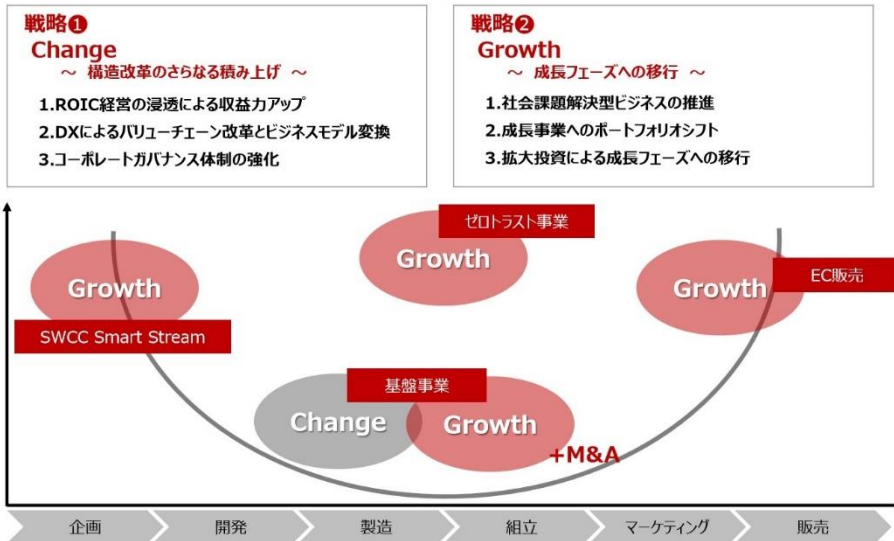 戦略❶
Change
～ 構造改革のさらなる積み上げ ～
1.ROIC経営の浸透による収益力アップ
2.DXによるバリューチェーン改革とビジネスモデル変換
3.コーポレートガバナンス体制の強化
戦略❷
Growth
～ 成長フェーズへの移行 ～
1.社会課題解決型ビジネスの推進
2.成長事業へのポートフォリオシフト
3.拡大投資による成長フェーズへの移行
ゼロトラスト事業
Growth
Growth
SWCC Smart Stream
Growth
EC販売
基盤事業
Change
Growth
+M&A
企画
開発
製造
組立
マーケティング
販売